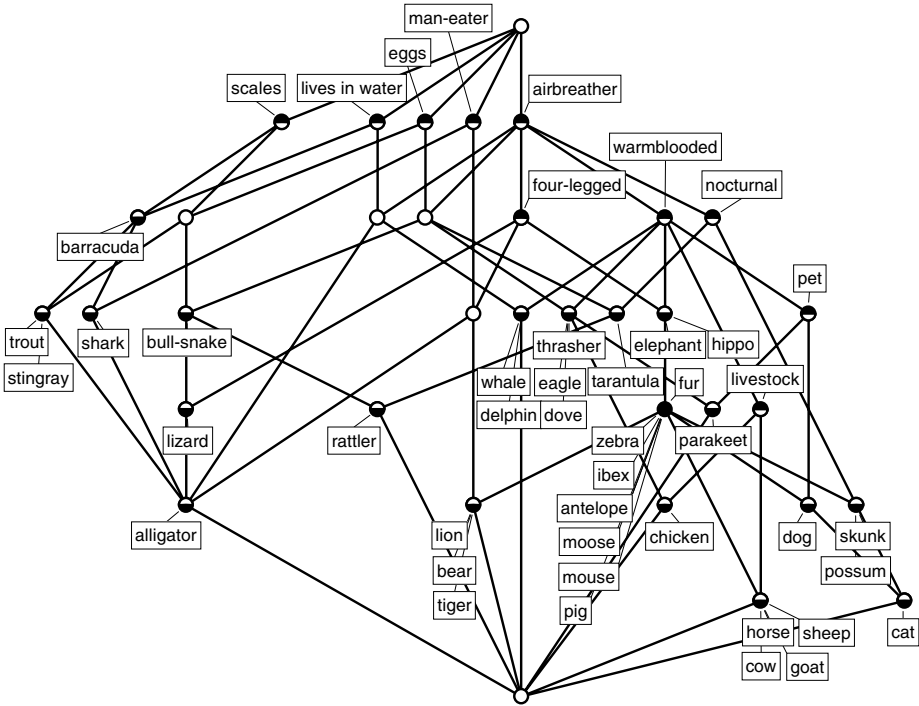 man-eater
eggs
scales
lives in water
airbreather
warmblooded
four-legged
nocturnal
barracuda
pet
trout
shark
bull-snake
thrasher
elephant
hippo
stingray
whale
eagle
tarantula
fur
livestock
delphin
dove
lizard
rattler
zebra
parakeet
ibex
antelope
alligator
lion
moose
chicken
dog
skunk
bear
mouse
possum
tiger
pig
horse
sheep
cat
cow
goat